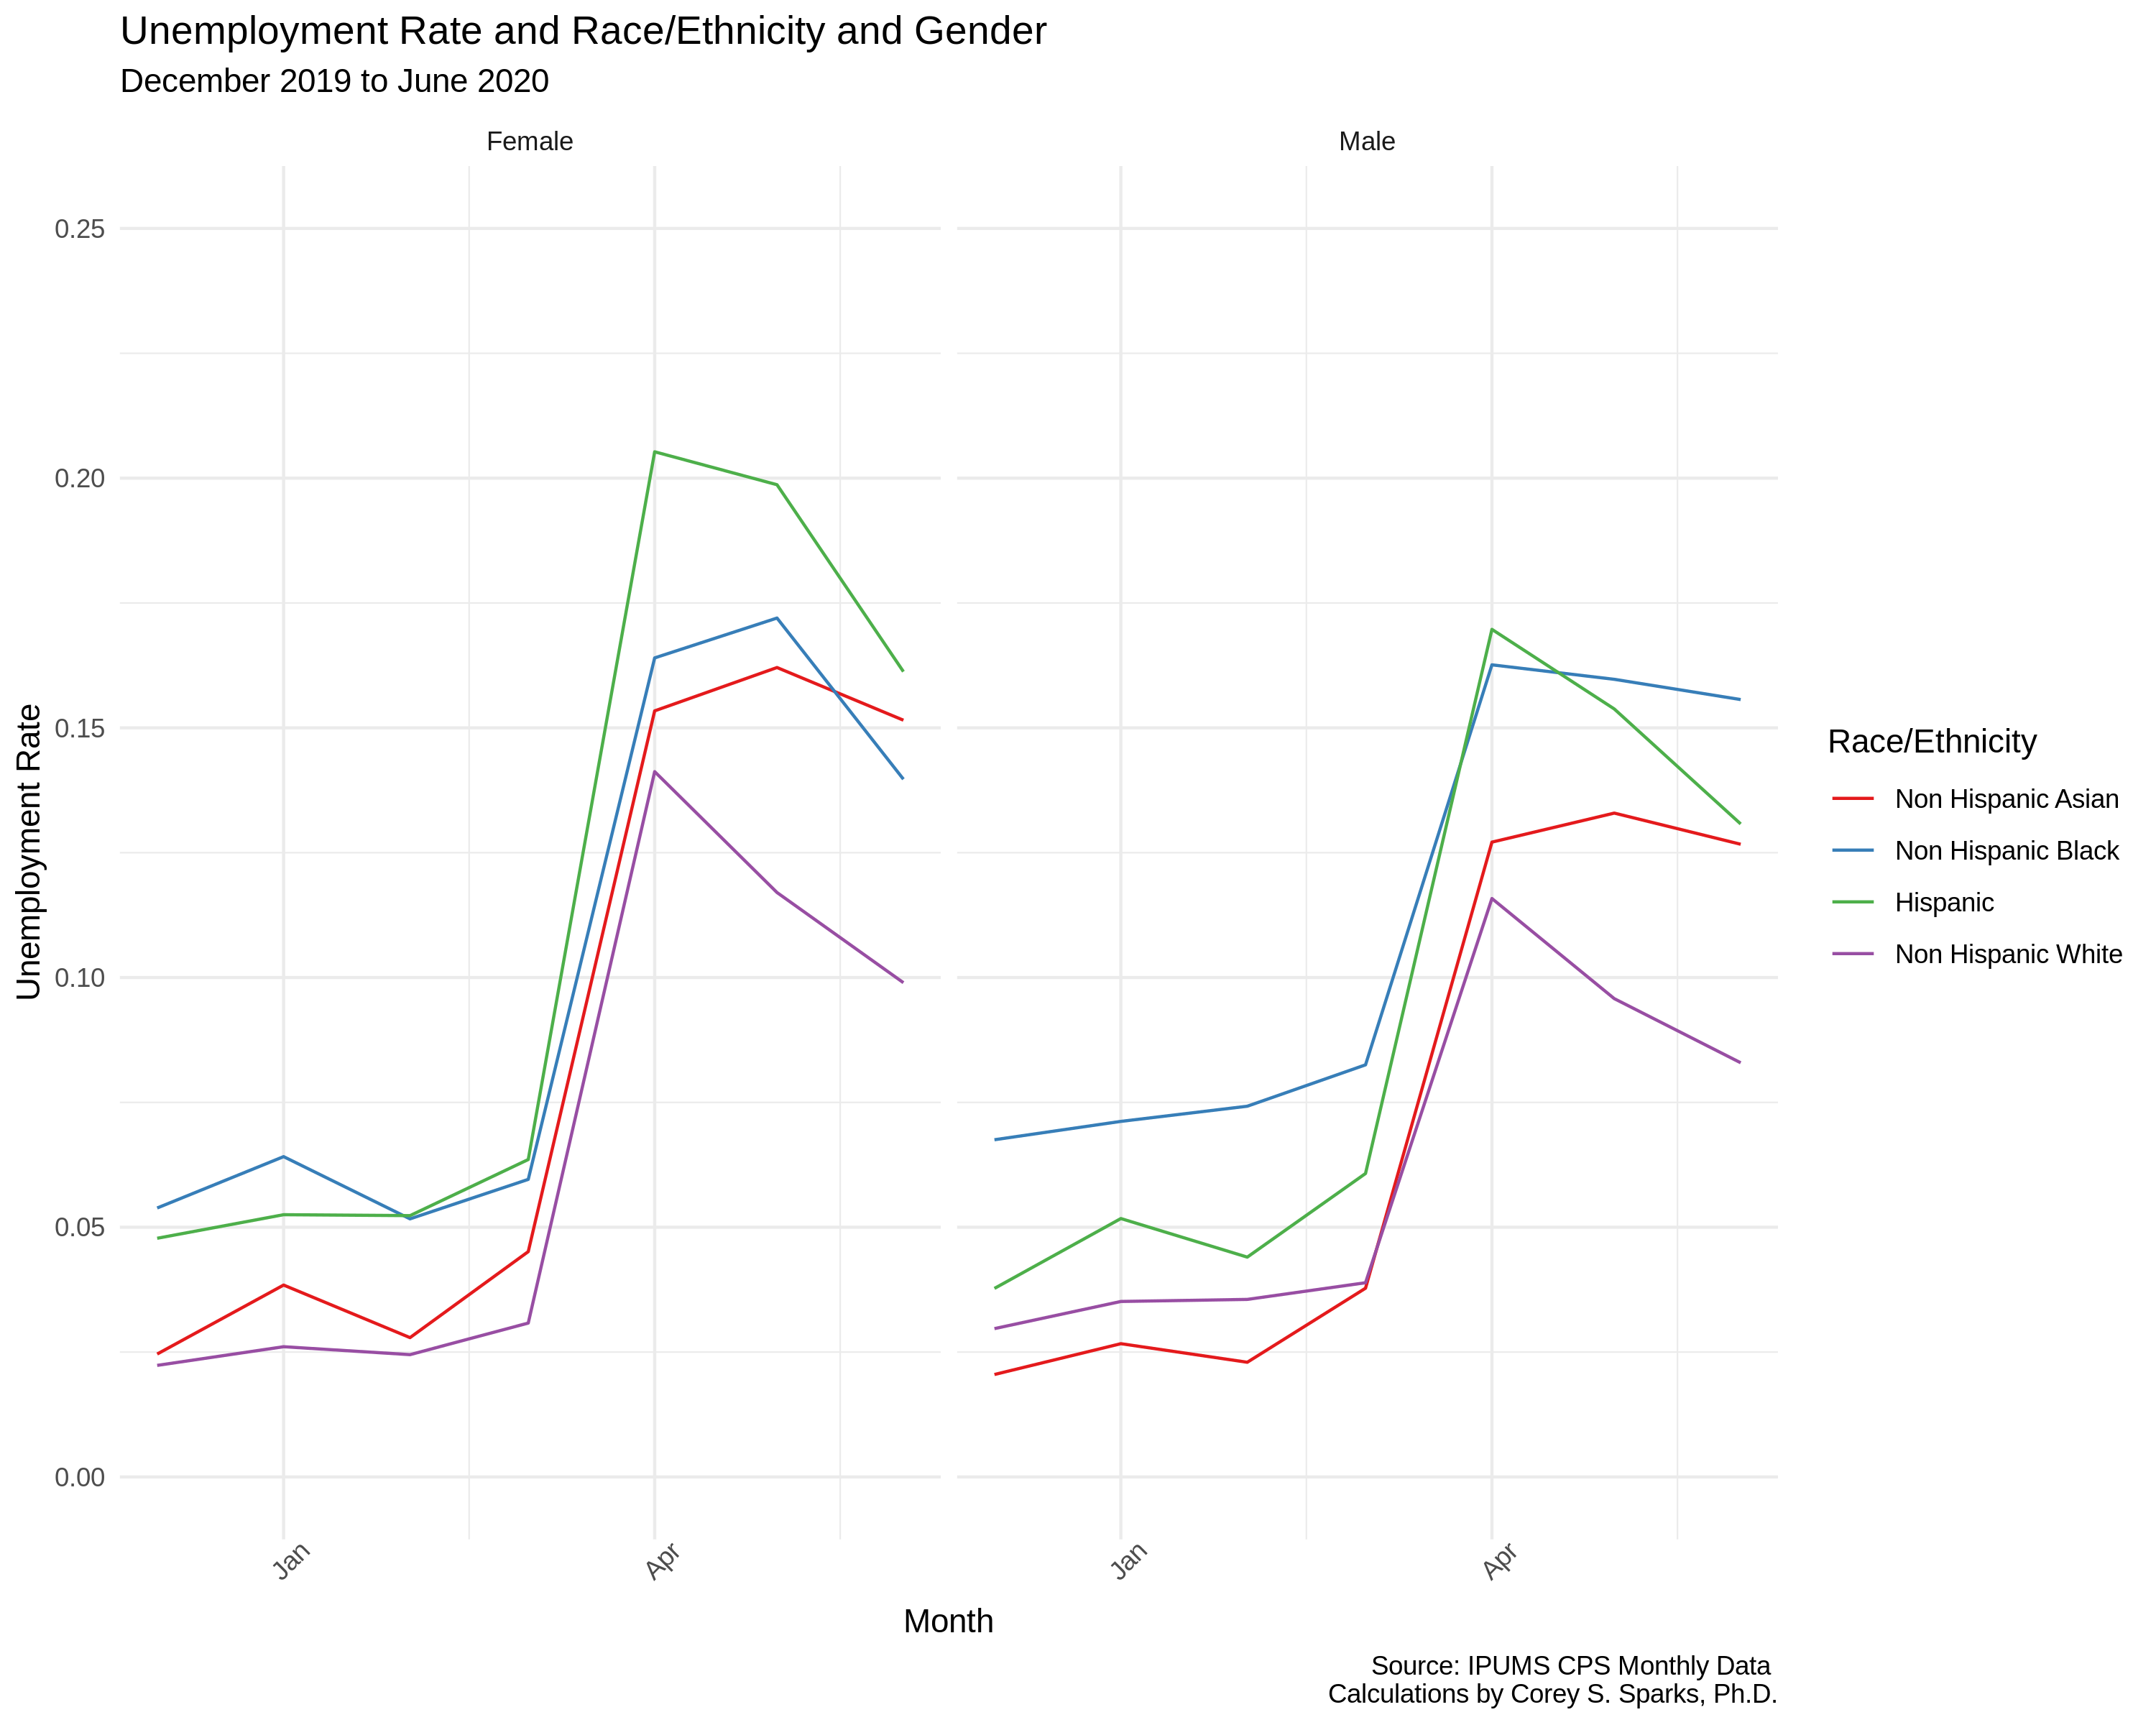 Unemployment Rate and Race/Ethnicity and Gender
December 2019 to June 2020
Female
Male
0.25
0.20
0.15
0.10
0.05
0.00
Unemployment Rate
Jan
Apr
Jan
Apr
Month
Race/Ethnicity
Non Hispanic Asian
Non Hispanic Black
Hispanic
Non Hispanic White
Source: IPUMS CPS Monthly Data
Calculations by Corey S. Sparks, Ph.D.